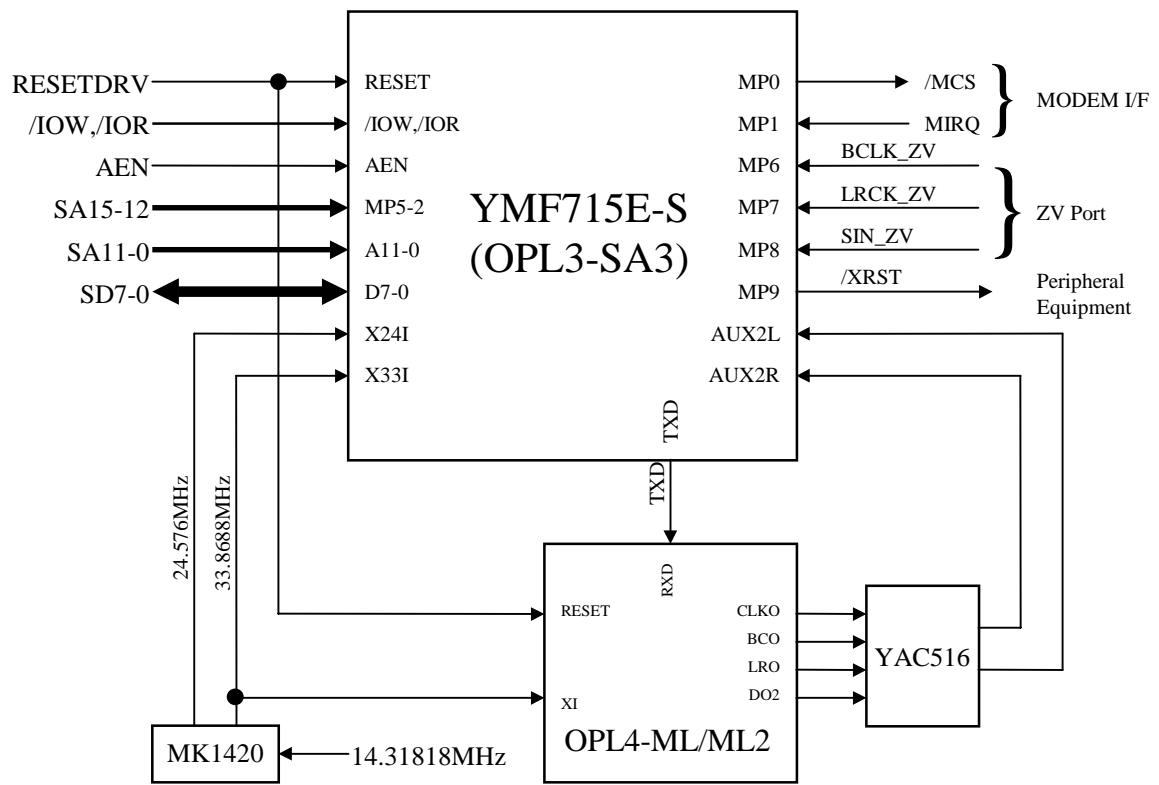 RESETDRV
/IOW,/IOR
AEN
SA15-12
SA11-0
SD7-0
RESET
/IOW,/IOR
AEN
MP5-2
A11-0
D7-0
X24I
X33I
YMF715E-S
(OPL3-SA3)
MP0
MP1
MP6
MP7
MP8
MP9
AUX2L
AUX2R
TXD
/MCS
MIRQ
BCLK_ZV
LRCK_ZV
SIN_ZV
/XRST
MODEM I/F
ZV Port
Peripheral
Equipment
TXD
24.576MHz
33.8688MHz
RXD
RESET
XI
CLKO
BCO
LRO
DO2
OPL4-ML/ML2
YAC516
MK1420
14.31818MHz